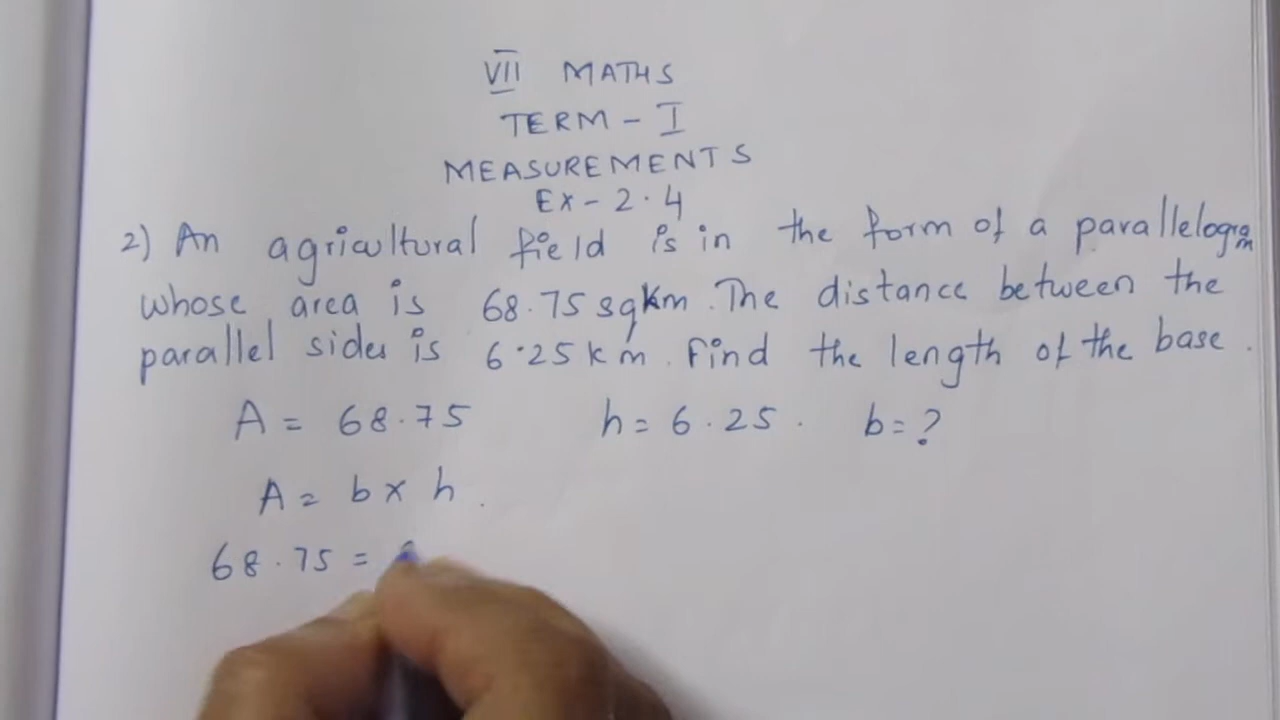 VII MATHS
TERM - I
MEASUREMENTS
Ex - 2.4
2) An agricultural field is in the form of a parallelogram
whose area is 68.75 sqkm. The distance between the
parallel sides is 6.25 km. Find the length of the base.
A = 68.75 h = 6.25. b = ?
A = b x h.
68.75 =